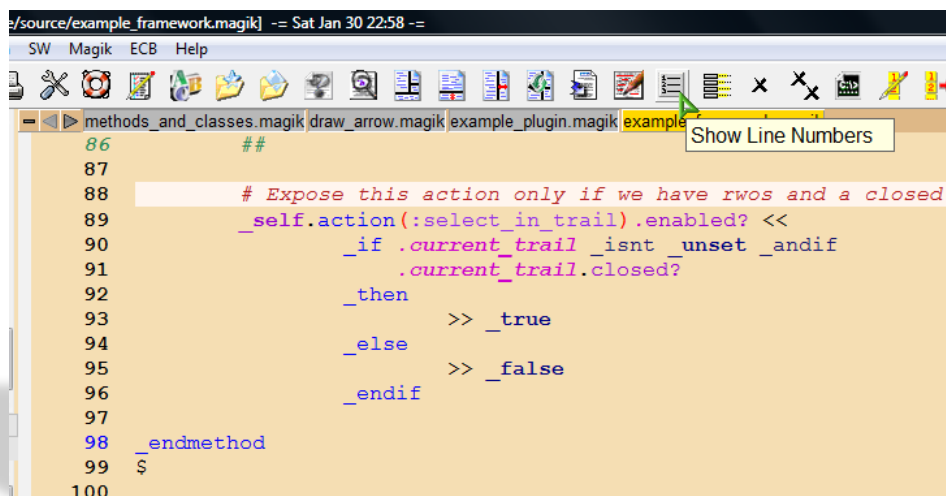 e/source/example_framework.magik] -= Sat Jan 30 22:58 -=
SW Magik ECB Help
methods_and_classes.magik draw_arrow.magik example_plugin.magik example
Show Line Numbers
86 ##
87
88 # Expose this action only if we have rwos and a closed
89 _self.action(:select_in_trail).enabled? <<
90 _if .current_trail _isnt _unset _andif
91 .current_trail.closed?
92 _then
93 >> _true
94 _else
95 >> _false
96 _endif
97
98 _endmethod
99 $
100